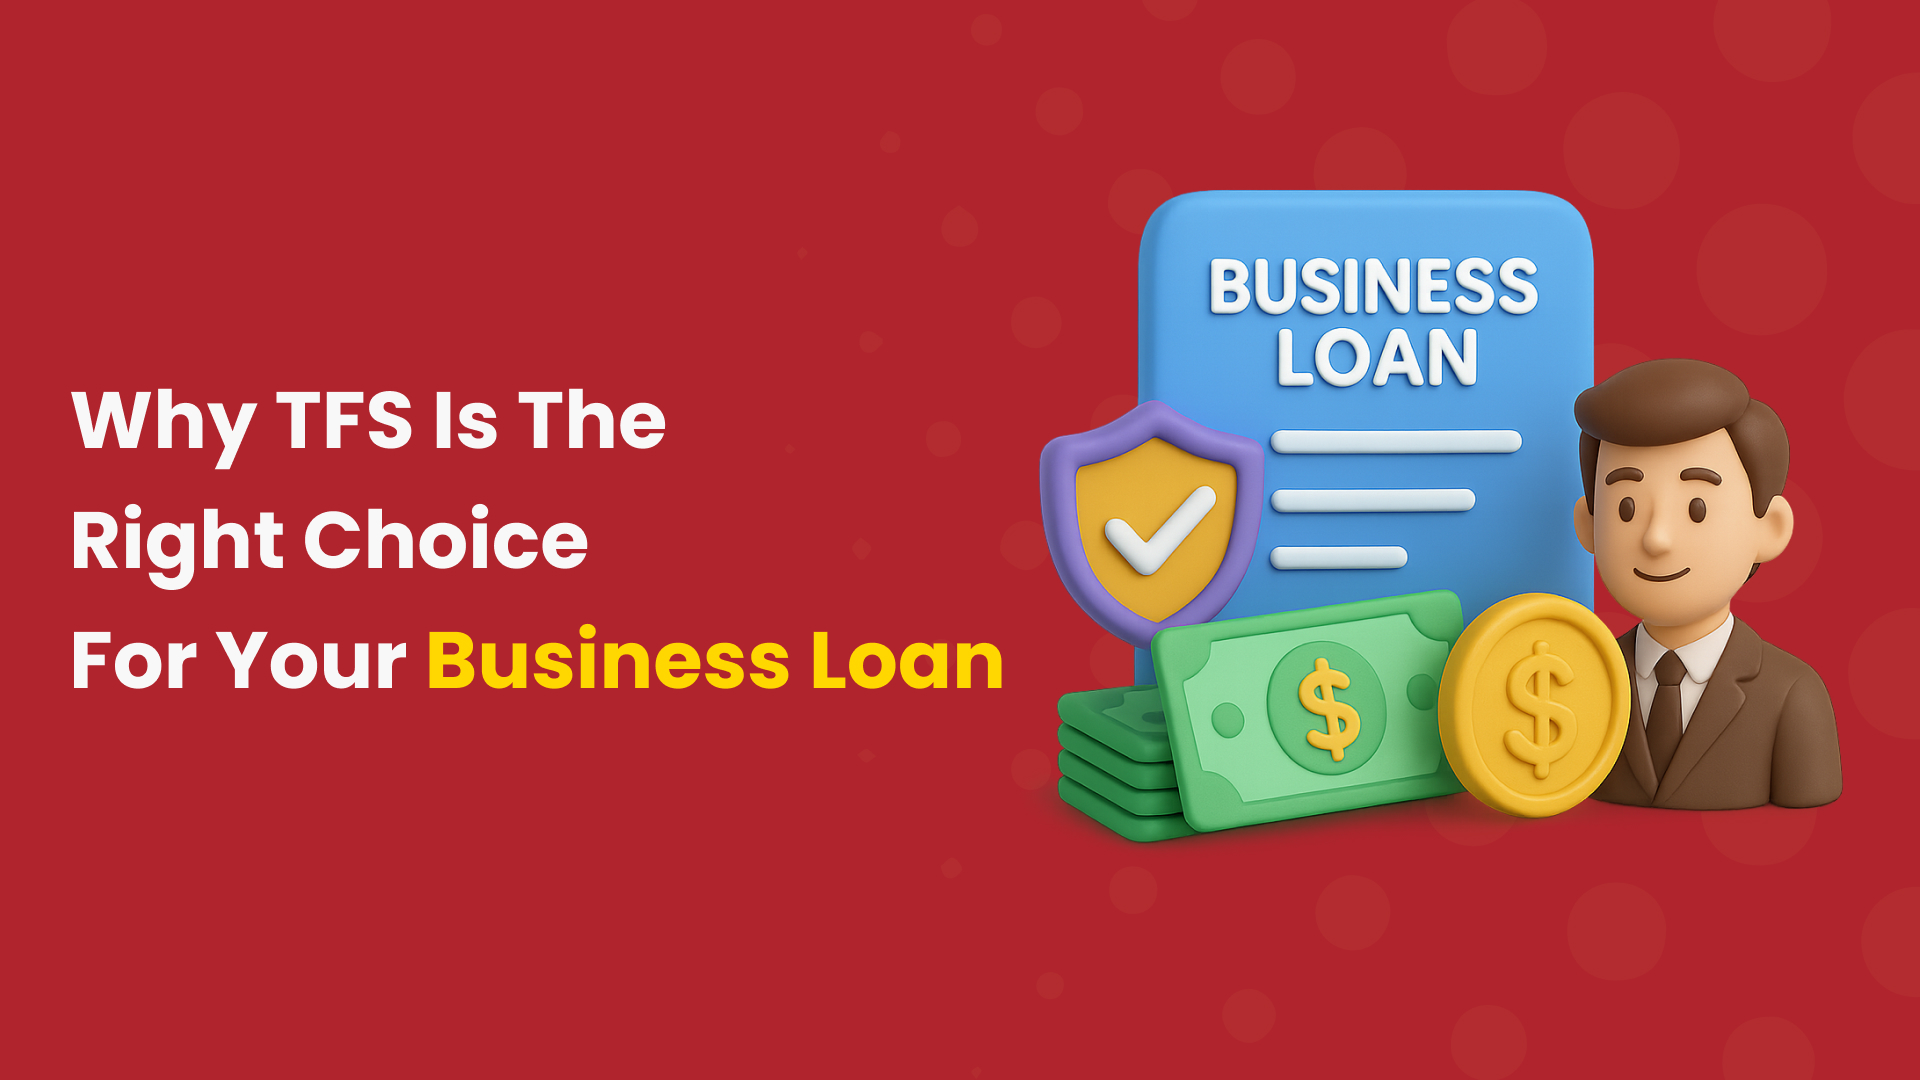 Why TFS Is The
Right Choice
For Your Business Loan
BUSINESS
LOAN
$
$